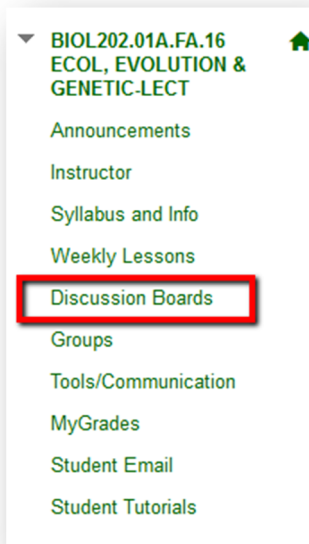 BIOL202.01A.FA.16
ECOL, EVOLUTION &
GENETIC-LECT
Announcements
Instructor
Syllabus and Info
Weekly Lessons
Discussion Boards
Groups
Tools/Communication
MyGrades
Student Email
Student Tutorials